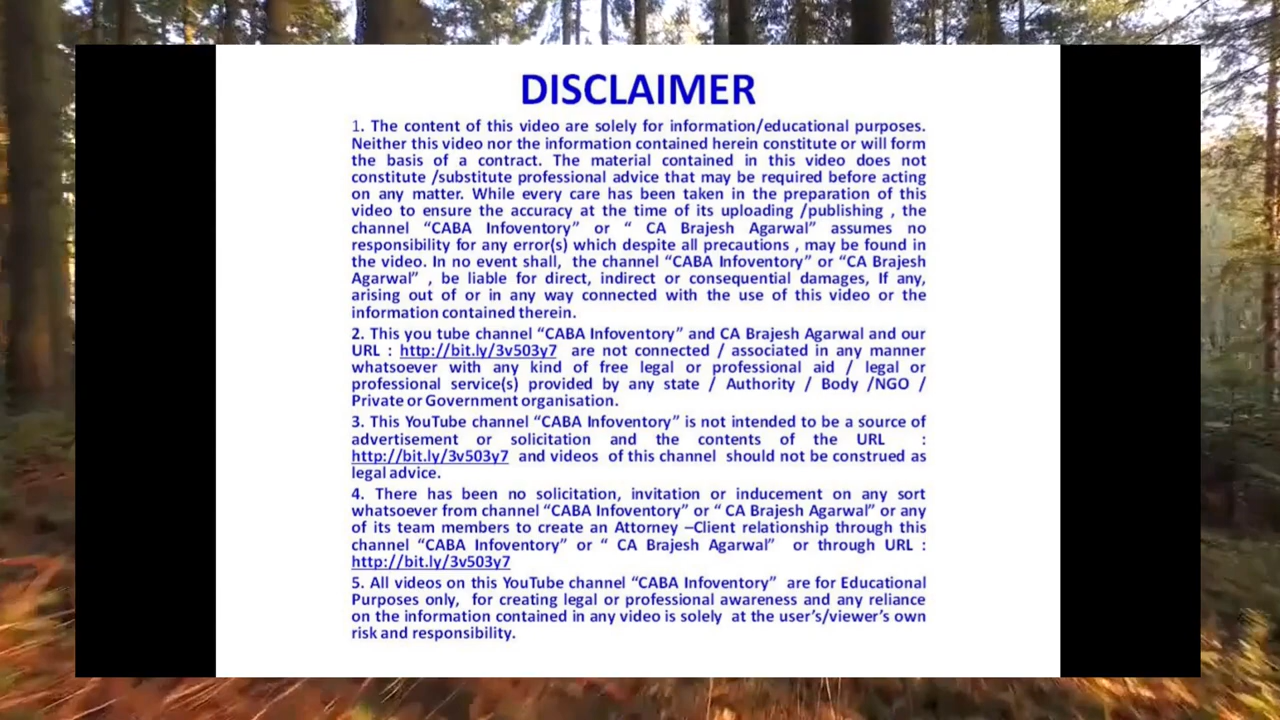 DISCLAIMER
1. The content of this video are solely for information/educational purposes.
Neither this video nor the information contained herein constitute or will form
the basis of a contract. The material contained in this video does not
constitute /substitute professional advice that may be required before acting
on any matter. While every care has been taken in the preparation of this
video to ensure the accuracy at the time of its uploading /publishing , the
channel “CABA Infoventory” or “ CA Brajesh Agarwal” assumes no
responsibility for any error(s) which despite all precautions , may be found in
the video. In no event shall, the channel “CABA Infoventory” or “CA Brajesh
Agarwal” , be liable for direct, indirect or consequential damages, If any,
arising out of or in any way connected with the use of this video or the
information contained therein.
2. This you tube channel “CABA Infoventory” and CA Brajesh Agarwal and our
URL : http://bit.ly/3v503y7 are not connected / associated in any manner
whatsoever with any kind of free legal or professional aid / legal or
professional service(s) provided by any state / Authority / Body /NGO /
Private or Government organisation.
3. This YouTube channel “CABA Infoventory” is not intended to be a source of
advertisement or solicitation and the contents of the URL :
http://bit.ly/3v503y7 and videos of this channel should not be construed as
legal advice.
4. There has been no solicitation, invitation or inducement on any sort
whatsoever from channel “CABA Infoventory” or “ CA Brajesh Agarwal” or any
of its team members to create an Attorney –Client relationship through this
channel “CABA Infoventory” or “ CA Brajesh Agarwal” or through URL :
http://bit.ly/3v503y7
5. All videos on this YouTube channel “CABA Infoventory” are for Educational
Purposes only, for creating legal or professional awareness and any reliance
on the information contained in any video is solely at the user’s/viewer’s own
risk and responsibility.